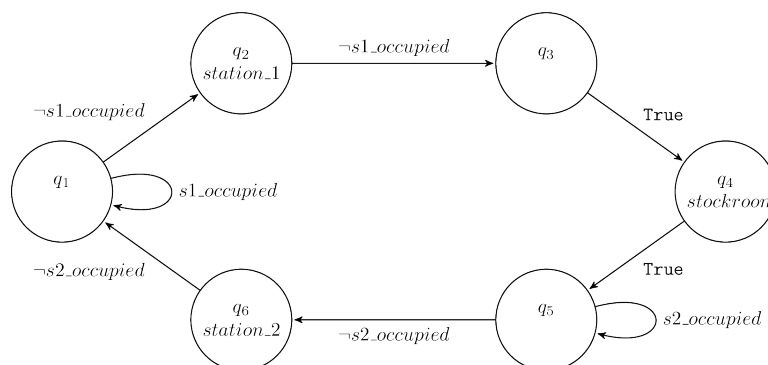 q2
station_1
¬s1_occupied
q3
¬s1_occupied
True
q1
s1_occupied
q4
stockroom
¬s2_occupied
True
q6
station_2
¬s2_occupied
q5
s2_occupied